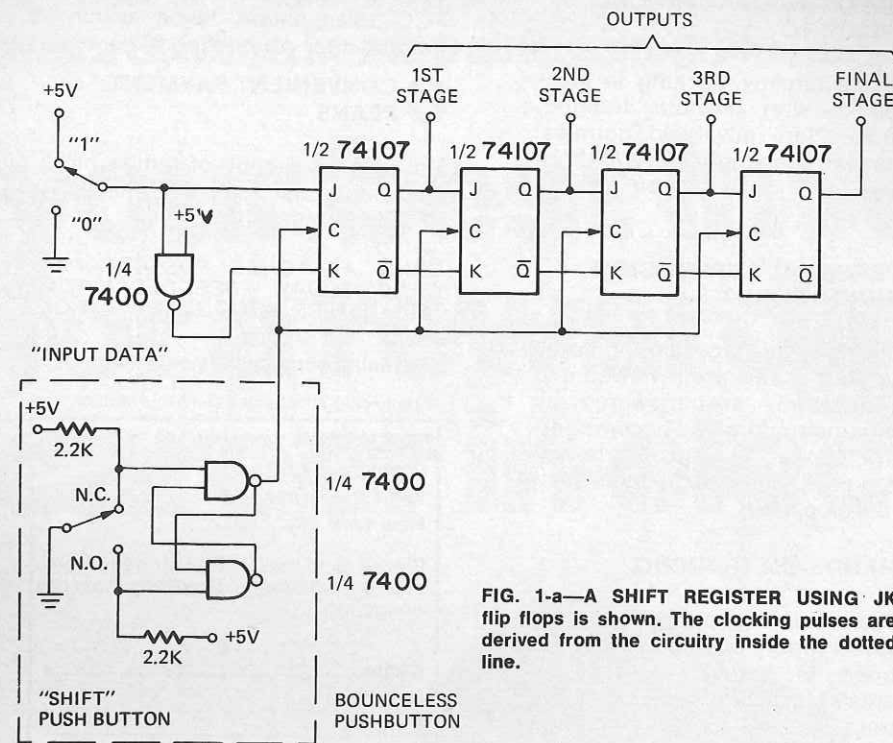 OUTPUTS
1ST STAGE
2ND STAGE
3RD STAGE
FINAL STAGE
+5V
"1"
"0"
1/2 74107
1/2 74107
1/2 74107
1/2 74107
J Q
C
K Q̅
J Q
C
K Q̅
J Q
C
K Q̅
J Q
C
K Q̅
+5V
1/4
7400
"INPUT DATA"
+5V
2.2K
N.C.
N.O.
1/4 7400
1/4 7400
+5V
2.2K
"SHIFT"
PUSH BUTTON
BOUNCELESS
PUSHBUTTON
FIG. 1-a—A SHIFT REGISTER USING JK
flip flops is shown. The clocking pulses are
derived from the circuitry inside the dotted
line.